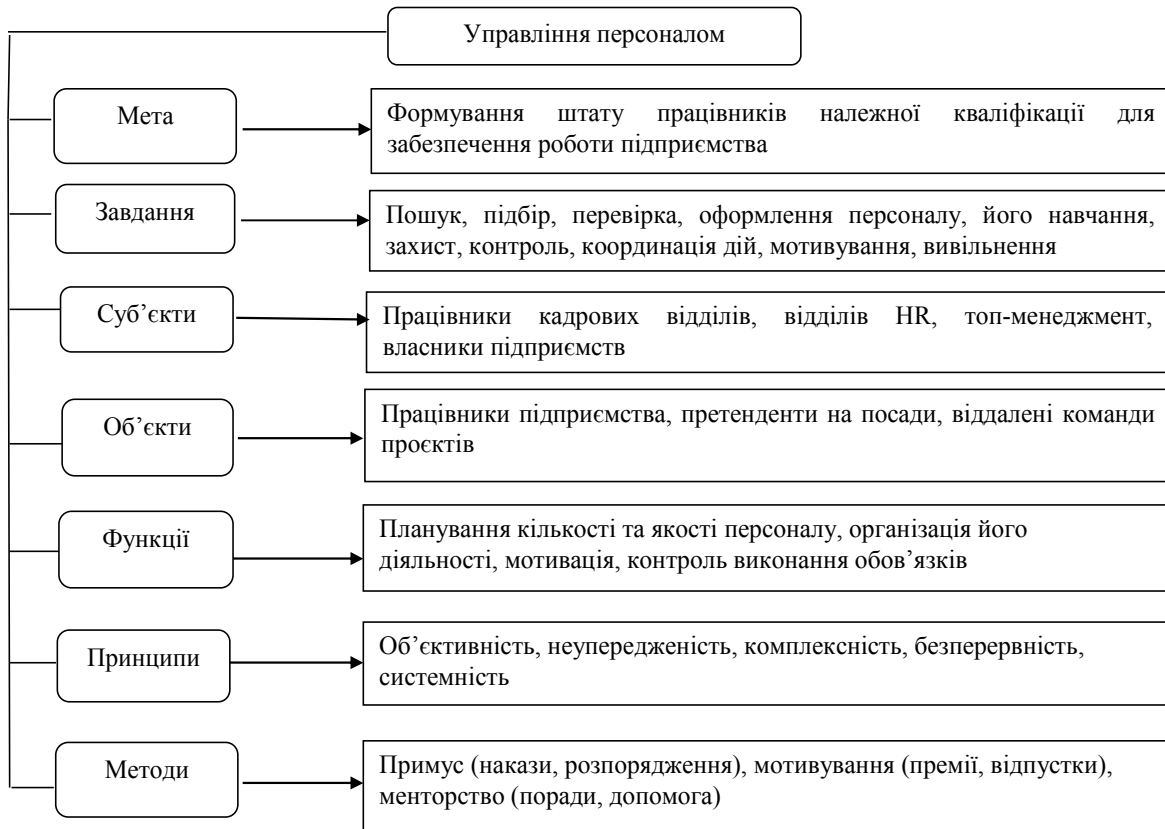 Управління персоналом
Мета
Формування штату працівників належної кваліфікації для
забезпечення роботи підприємства
Завдання
Пошук, підбір, перевірка, оформлення персоналу, його навчання,
захист, контроль, координація дій, мотивування, вивільнення
Суб’єкти
Працівники кадрових відділів, відділів HR, топ-менеджмент,
власники підприємств
Об’єкти
Працівники підприємства, претенденти на посади, віддалені команди
проєктів
Функції
Планування кількості та якості персоналу, організація його
діяльності, мотивація, контроль виконання обов’язків
Принципи
Об’єктивність, неупередженість, комплексність, безперервність,
системність
Методи
Примус (накази, розпорядження), мотивування (премії, відпустки),
менторство (поради, допомога)